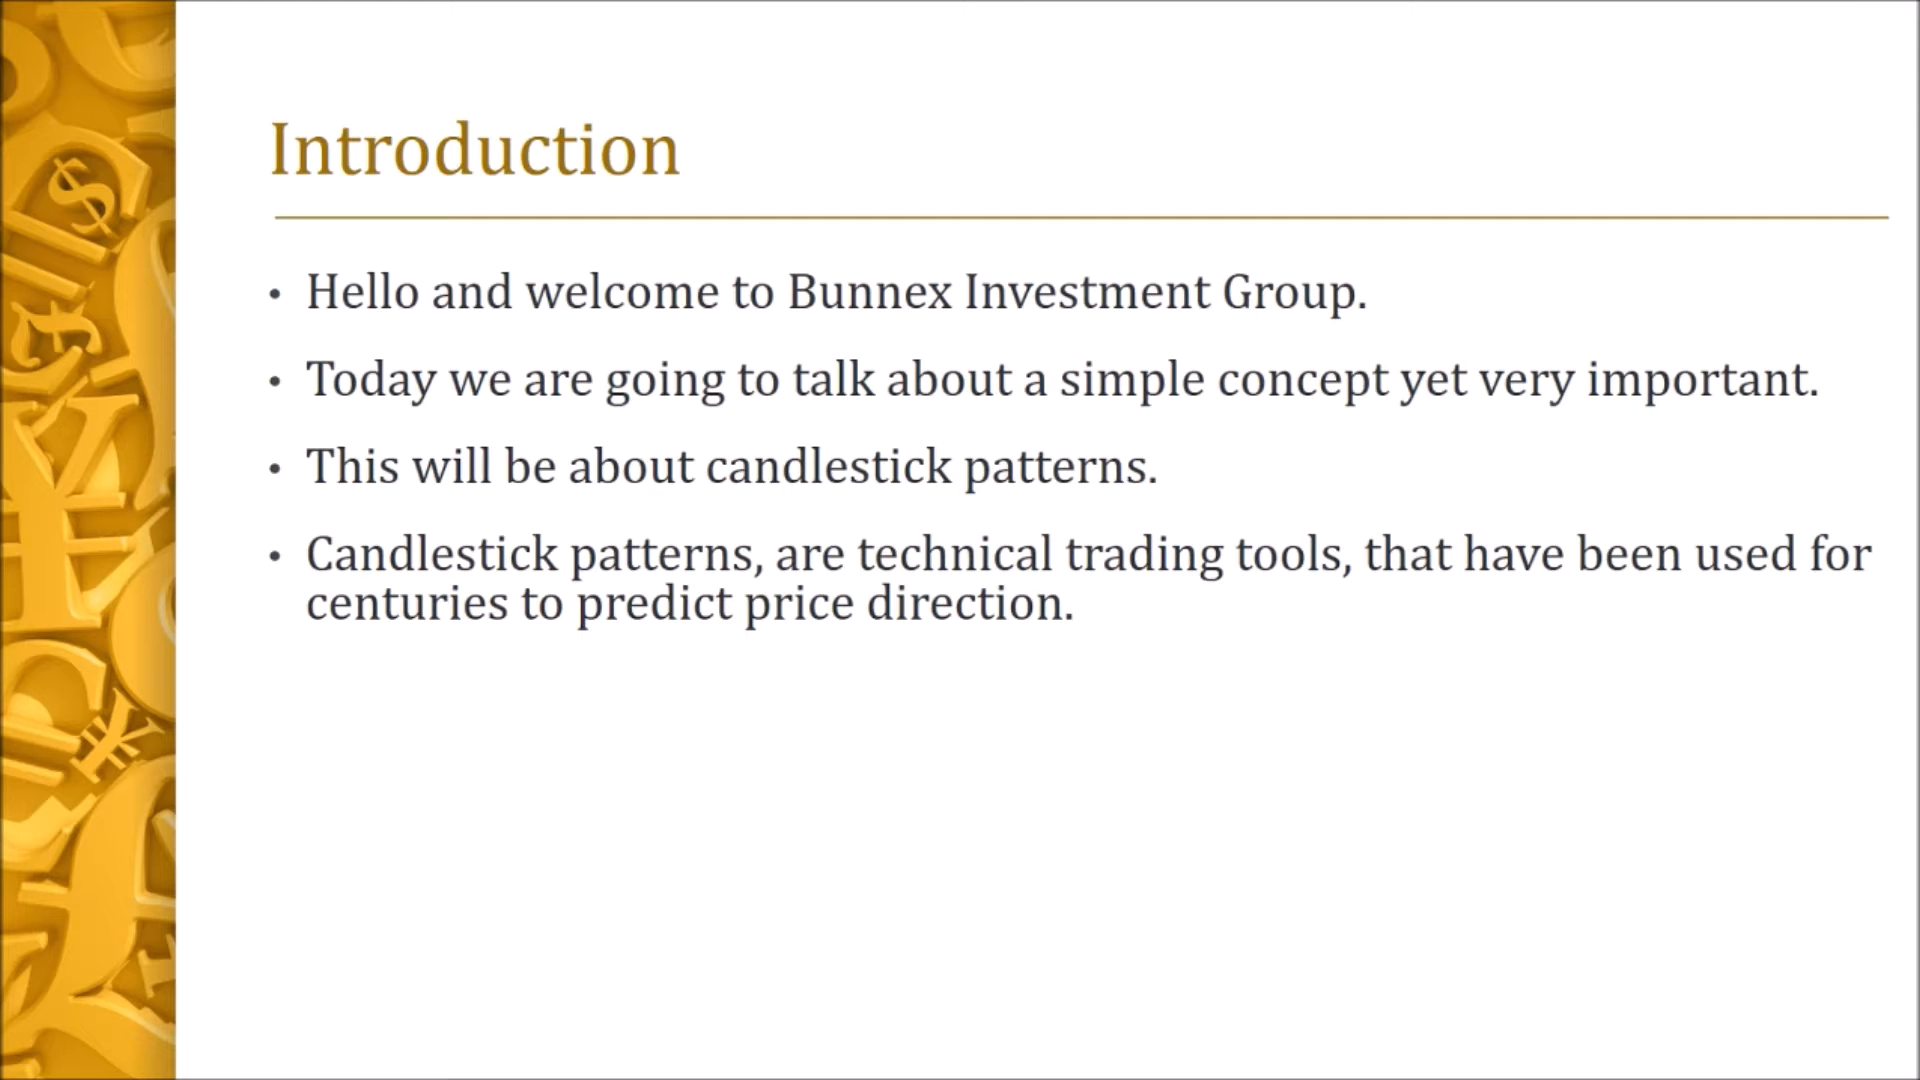 Introduction
• Hello and welcome to Bunnex Investment Group.
• Today we are going to talk about a simple concept yet very important.
• This will be about candlestick patterns.
• Candlestick patterns, are technical trading tools, that have been used for
centuries to predict price direction.